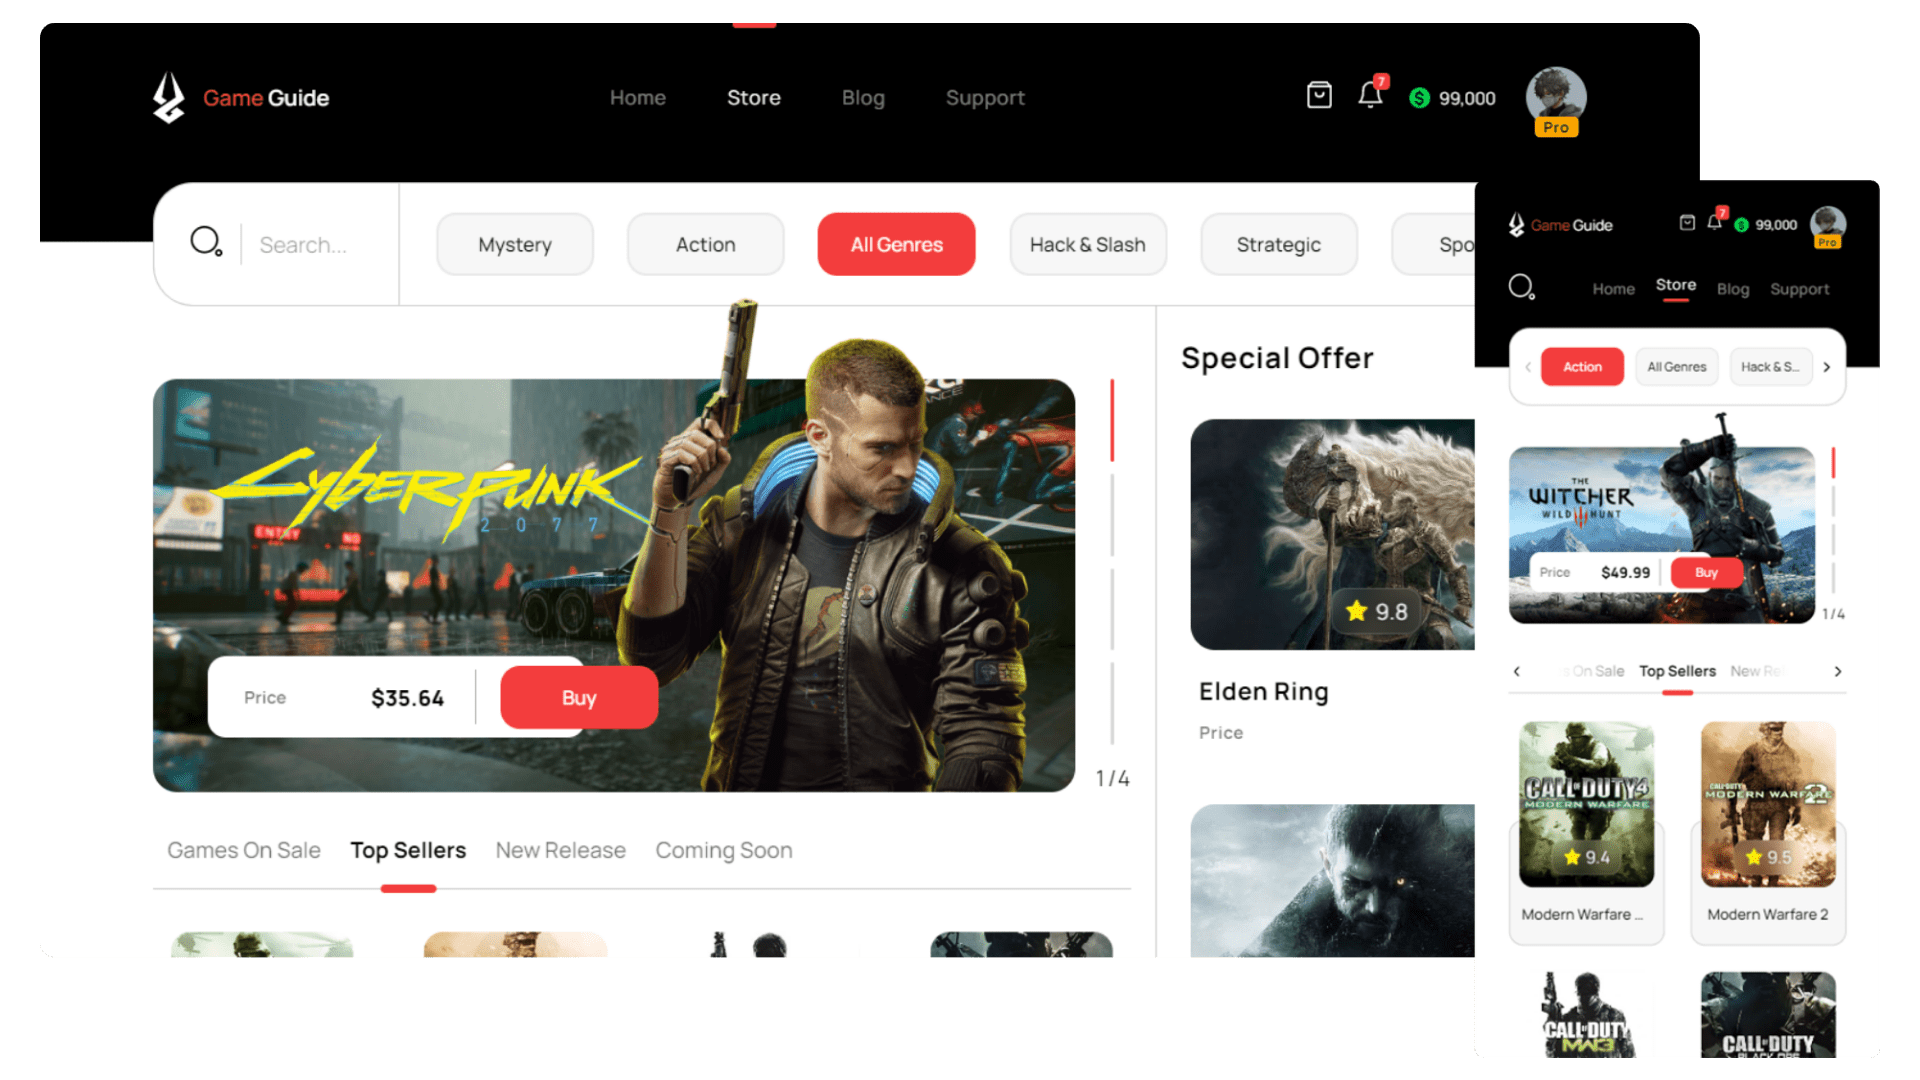 Game Guide
Home Store Blog Support
7
99,000
Pro
Search...
Mystery
Action
All Genres
Hack & Slash
Strategic
Spo
CYBERPUNK
2077
ENTRY
NO
Price $35.64 Buy
1/4
Special Offer
9.8
Elden Ring
Price
Games On Sale Top Sellers New Release Coming Soon
Game Guide
7
99,000
Pro
Home Store Blog Support
Action
All Genres
Hack & S...
THE
WITCHER
WILD HUNT
Price $49.99 Buy
1/4
s On Sale Top Sellers New Rel
CALL OF DUTY 4
MODERN WARFARE
9.4
Modern Warfare ...
CALL OF DUTY
MODERN WARFARE
2
9.5
Modern Warfare 2
CALL OF DUTY
MW3
CALL OF DUTY
BLACK OPS